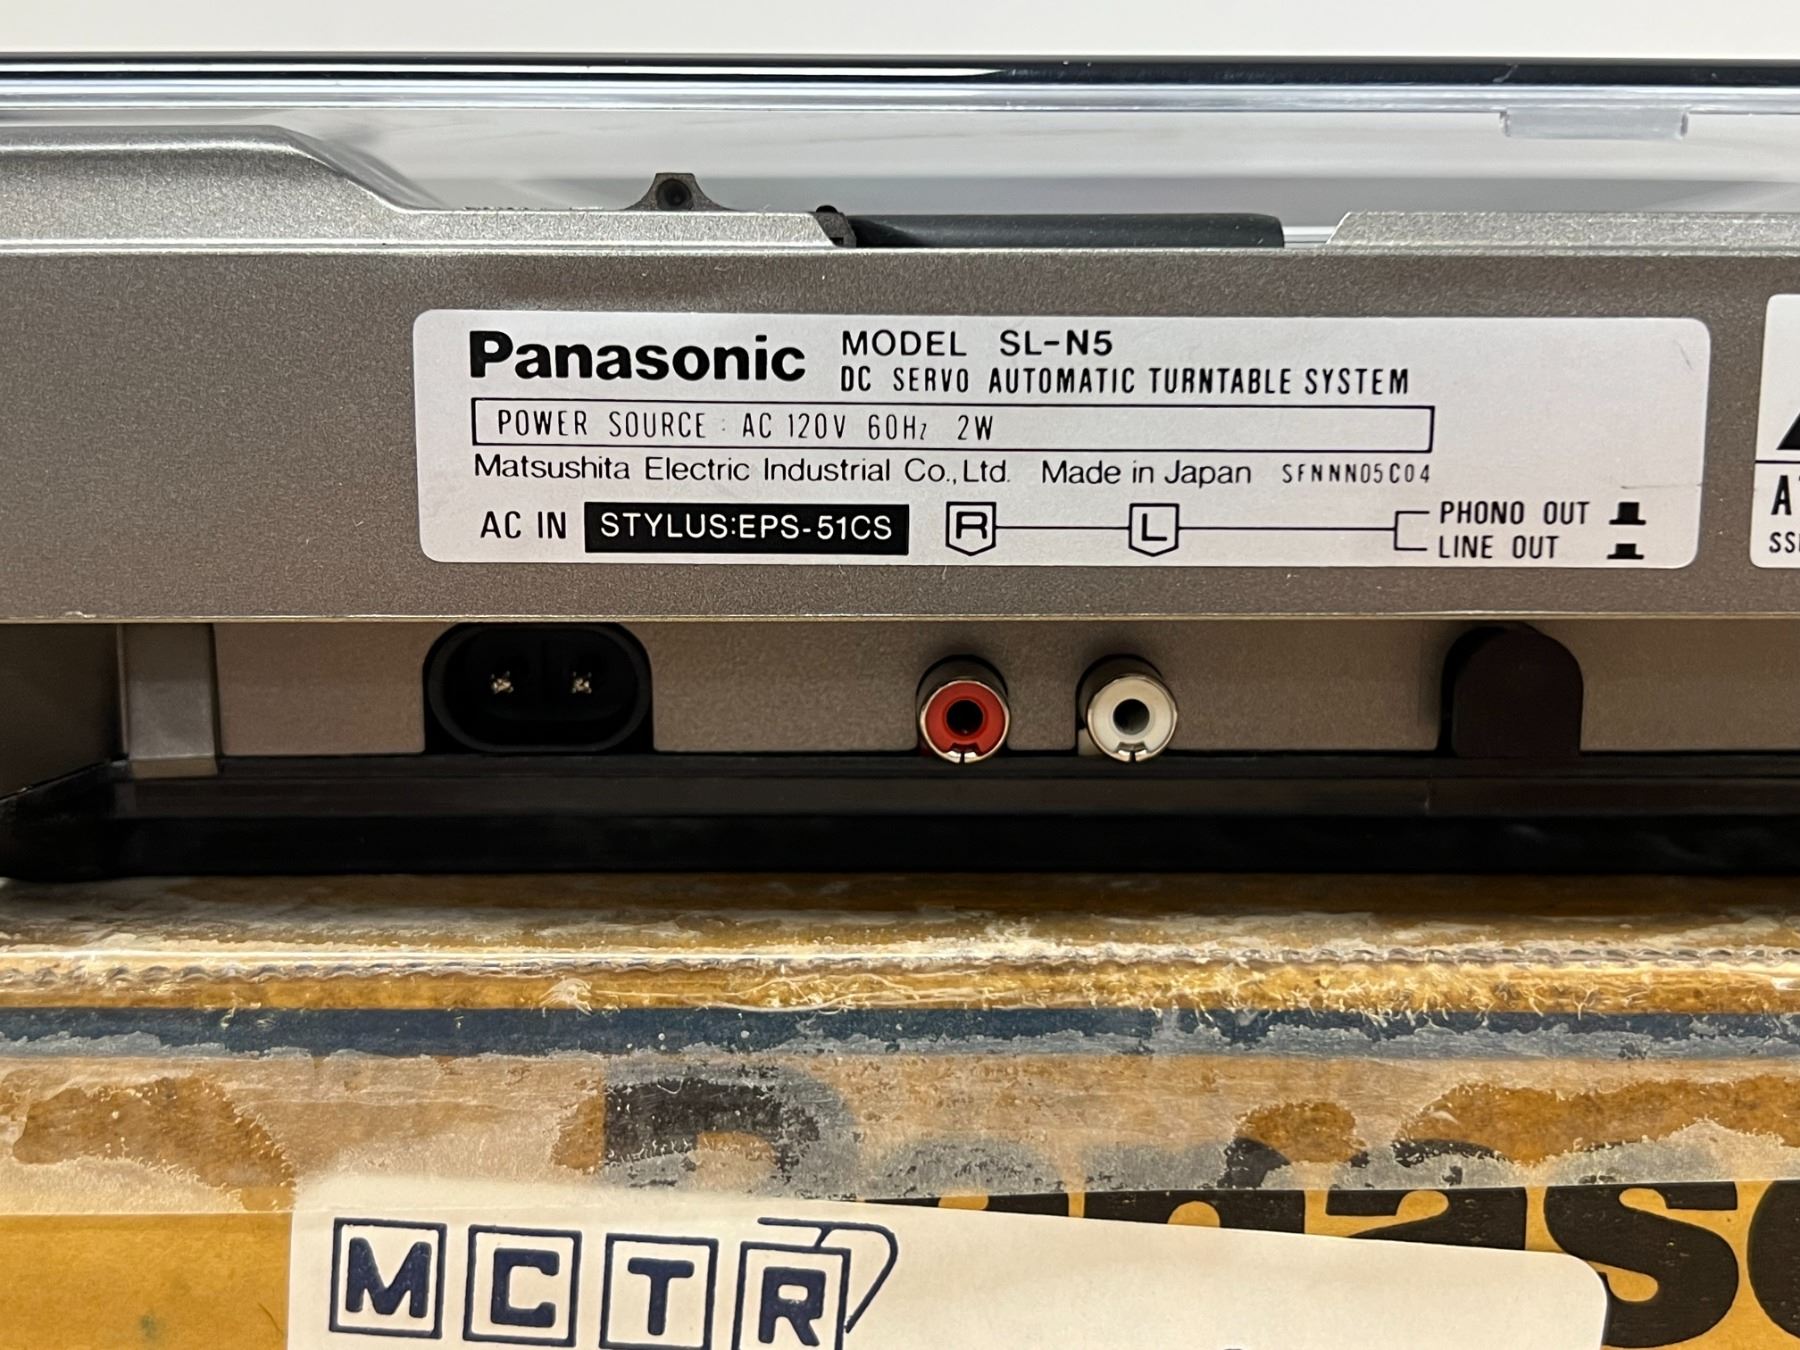 Panasonic MODEL SL-N5
DC SERVO AUTOMATIC TURNTABLE SYSTEM
POWER SOURCE : AC 120V 60Hz 2W
Matsushita Electric Industrial Co., Ltd. Made in Japan SFNNN05C04
AC IN STYLUS:EPS-51CS R L PHONO OUT
LINE OUT
MCTR